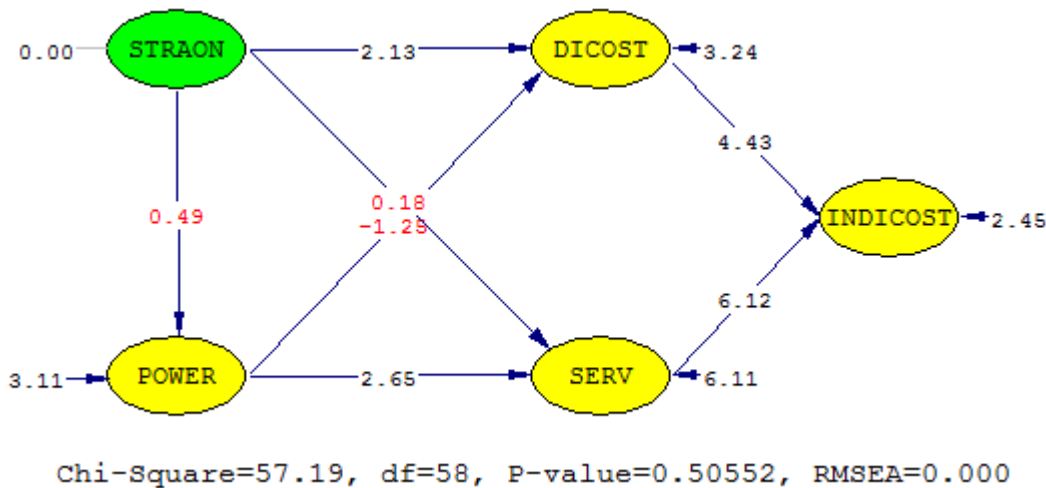 0.00 STRAON 2.13 DICOST 3.24
4.43
0.18
0.49
-1.25
INDICOST 2.45
6.12
3.11 POWER 2.65 SERV 6.11
Chi-Square=57.19, df=58, P-value=0.50552, RMSEA=0.000